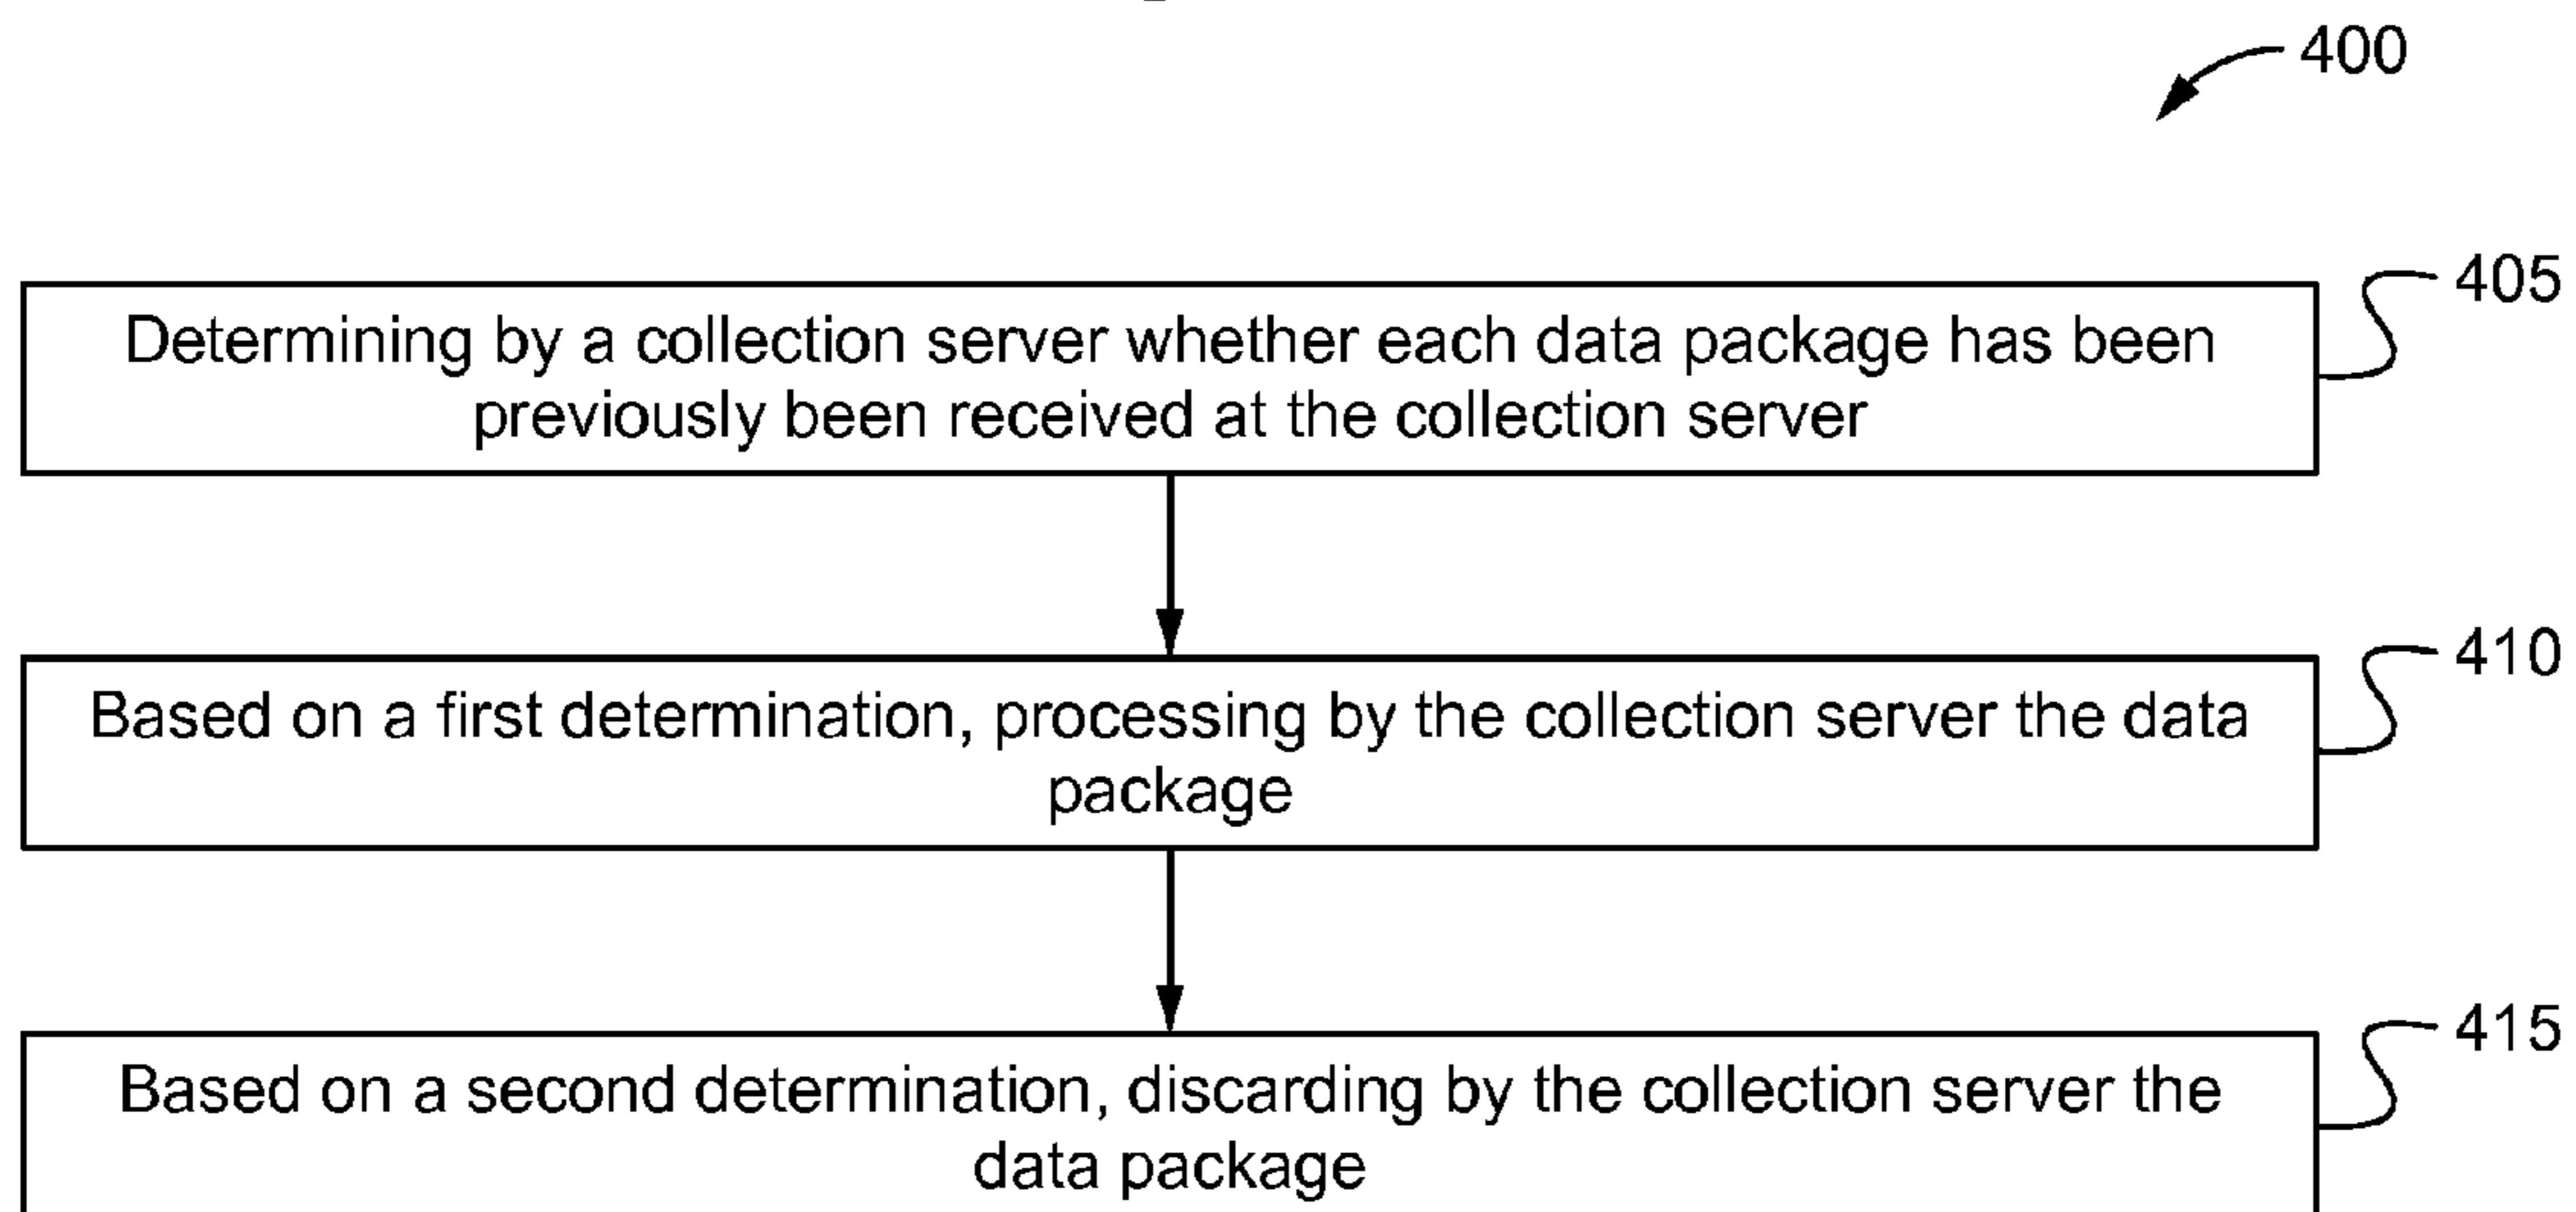 400
Determining by a collection server whether each data package has been
previously been received at the collection server
405
Based on a first determination, processing by the collection server the data
package
410
Based on a second determination, discarding by the collection server the
data package
415